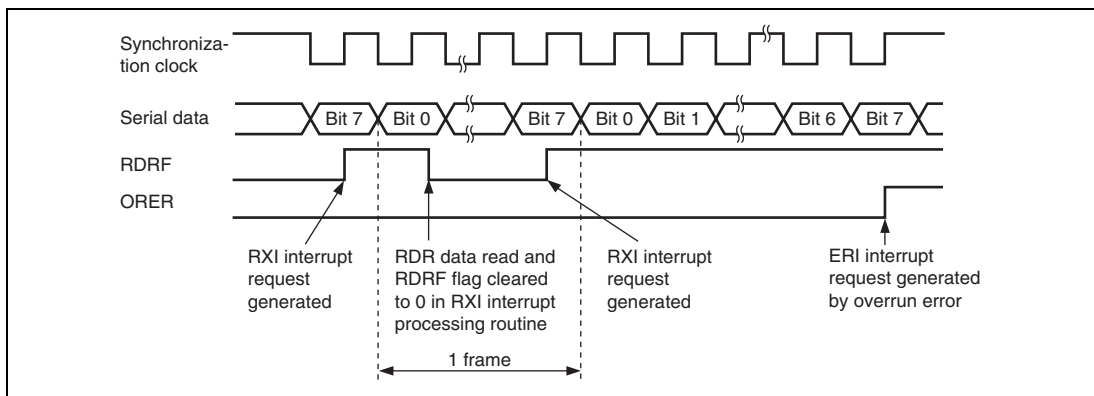 Synchroniza-
tion clock
Serial data
Bit 7
Bit 0
Bit 7
Bit 0
Bit 1
Bit 6
Bit 7
RDRF
ORER
RXI interrupt
request
generated
RDR data read and
RDRF flag cleared
to 0 in RXI interrupt
processing routine
RXI interrupt
request
generated
ERI interrupt
request generated
by overrun error
1 frame